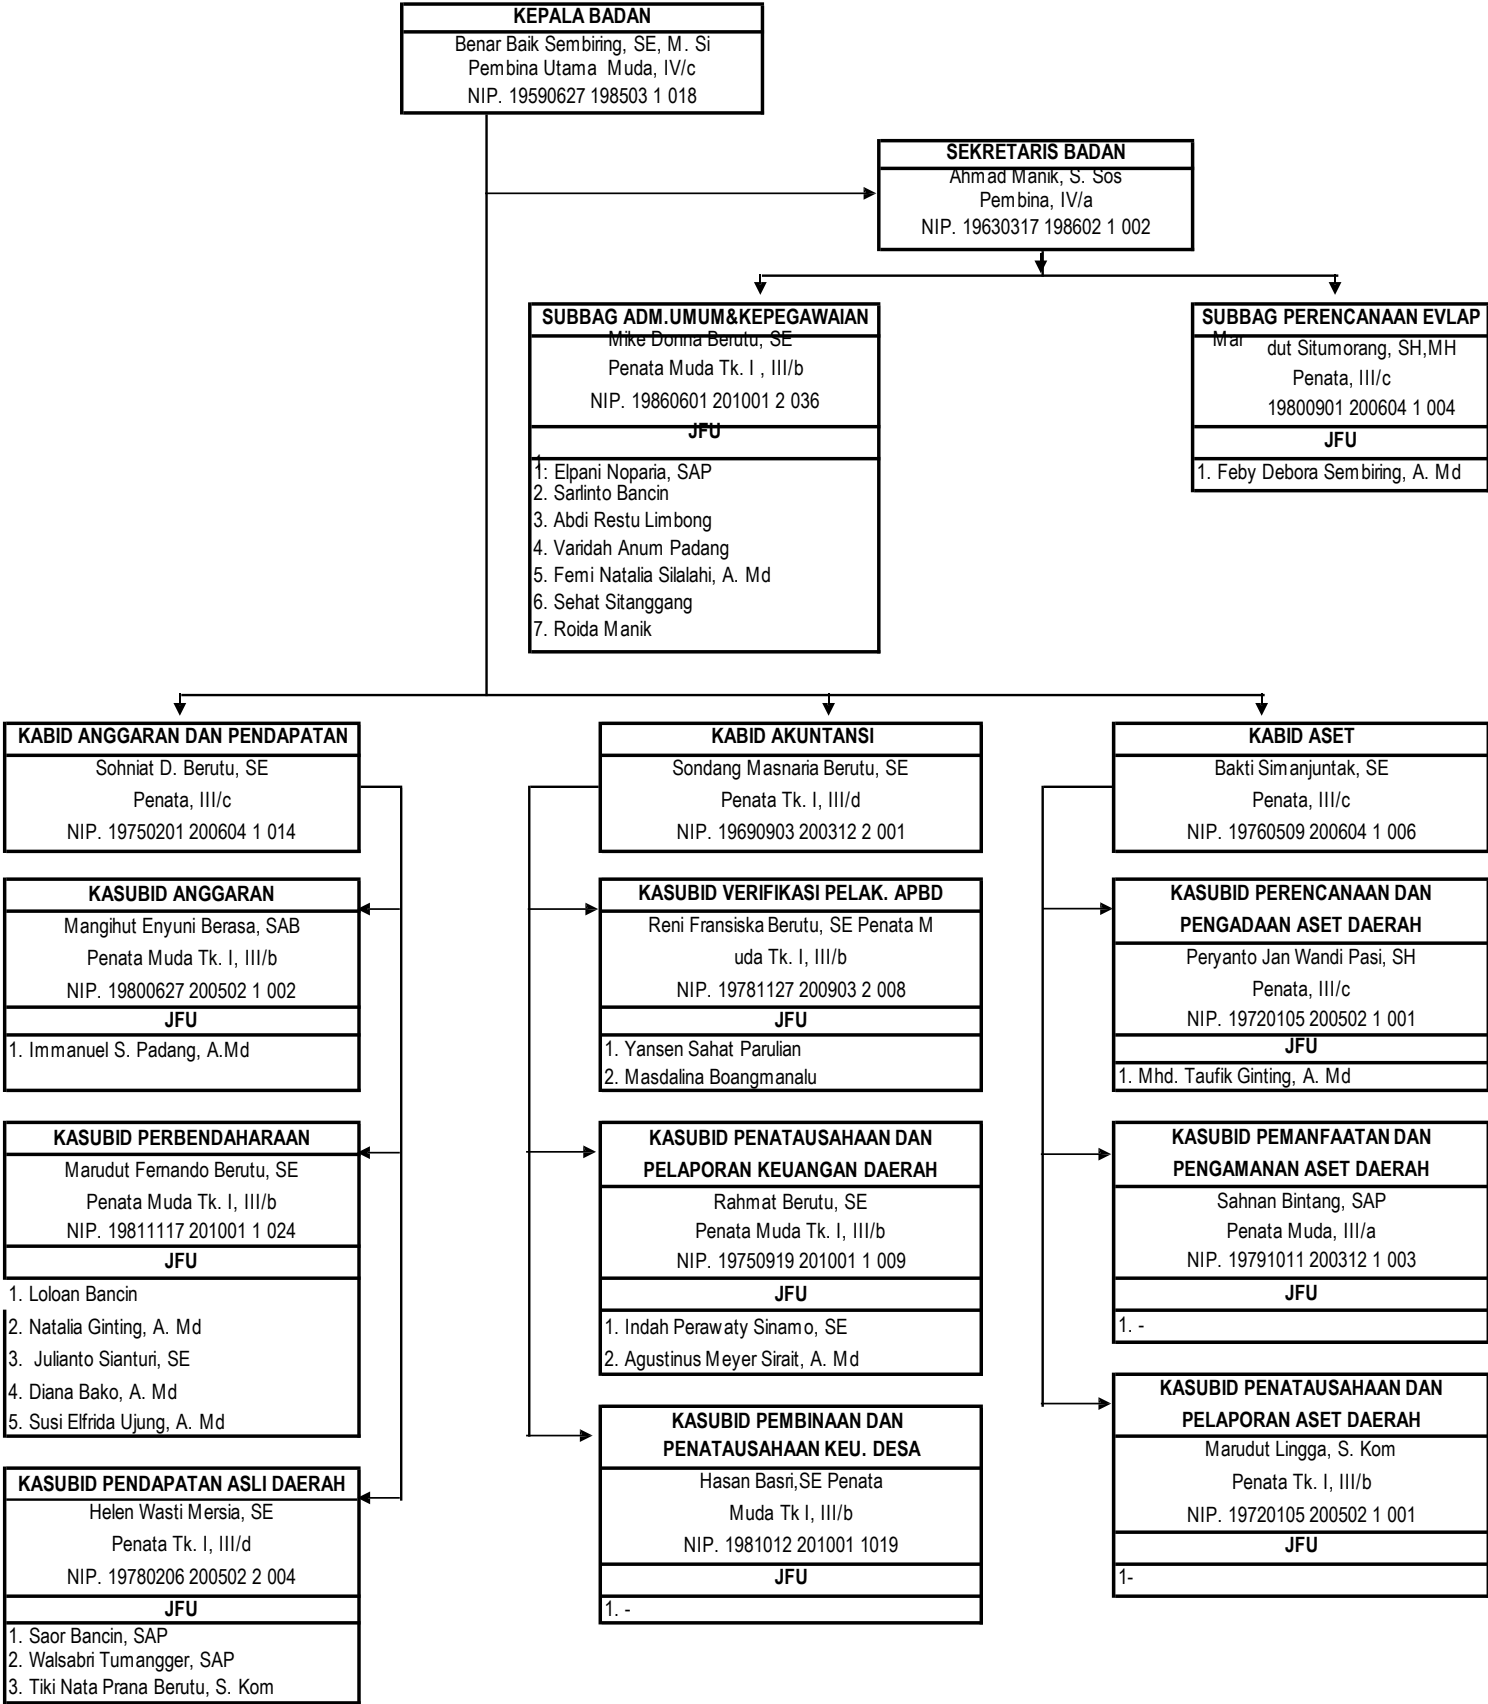 KEPALA BADAN
Benar Baik Sembiring, SE, M. Si
Pembina Utama Muda, IV/c
NIP. 19590627 198503 1 018
SEKRETARIS BADAN
Ahmad Manik, S. Sos
Pembina, IV/a
NIP. 19630317 198602 1 002
SUBBAG ADM.UMUM&KEPEGAWAIAN
Mike Donna Berutu, SE
Penata Muda Tk. I , III/b
NIP. 19860601 201001 2 036
JFU
1: Elpani Noparia, SAP
2. Sarlinto Bancin
3. Abdi Restu Limbong
4. Varidah Anum Padang
5. Femi Natalia Silalahi, A. Md
6. Sehat Sitanggang
7. Roida Manik
SUBBAG PERENCANAAN EVLAP
Mar dut Situmorang, SH,MH
Penata, III/c
19800901 200604 1 004
JFU
1. Feby Debora Sembiring, A. Md
KABID ANGGARAN DAN PENDAPATAN
Sohniat D. Berutu, SE
Penata, III/c
NIP. 19750201 200604 1 014
KASUBID ANGGARAN
Mangihut Enyuni Berasa, SAB
Penata Muda Tk. I, III/b
NIP. 19800627 200502 1 002
JFU
1. Immanuel S. Padang, A.Md
KASUBID PERBENDAHARAAN
Marudut Fernando Berutu, SE
Penata Muda Tk. I, III/b
NIP. 19811117 201001 1 024
JFU
1. Loloan Bancin
2. Natalia Ginting, A. Md
3. Julianto Sianturi, SE
4. Diana Bako, A. Md
5. Susi Elfrida Ujung, A. Md
KASUBID PENDAPATAN ASLI DAERAH
Helen Wasti Mersia, SE
Penata Tk. I, III/d
NIP. 19780206 200502 2 004
JFU
1. Saor Bancin, SAP
2. Walsabri Tumangger, SAP
3. Tiki Nata Prana Berutu, S. Kom
KABID AKUNTANSI
Sondang Masnaria Berutu, SE
Penata Tk. I, III/d
NIP. 19690903 200312 2 001
KASUBID VERIFIKASI PELAK. APBD
Reni Fransiska Berutu, SE Penata M
uda Tk. I, III/b
NIP. 19781127 200903 2 008
JFU
1. Yansen Sahat Parulian
2. Masdalina Boangmanalu
KASUBID PENATAUSAHAAN DAN
PELAPORAN KEUANGAN DAERAH
Rahmat Berutu, SE
Penata Muda Tk. I, III/b
NIP. 19750919 201001 1 009
JFU
1. Indah Perawaty Sinamo, SE
2. Agustinus Meyer Sirait, A. Md
KASUBID PEMBINAAN DAN
PENATAUSAHAAN KEU. DESA
Hasan Basri,SE Penata
Muda Tk I, III/b
NIP. 1981012 201001 1019
JFU
1. -
KABID ASET
Bakti Simanjuntak, SE
Penata, III/c
NIP. 19760509 200604 1 006
KASUBID PERENCANAAN DAN
PENGADAAN ASET DAERAH
Peryanto Jan Wandi Pasi, SH
Penata, III/c
NIP. 19720105 200502 1 001
JFU
1. Mhd. Taufik Ginting, A. Md
KASUBID PEMANFAATAN DAN
PENGAMANAN ASET DAERAH
Sahnan Bintang, SAP
Penata Muda, III/a
NIP. 19791011 200312 1 003
JFU
1. -
KASUBID PENATAUSAHAAN DAN
PELAPORAN ASET DAERAH
Marudut Lingga, S. Kom
Penata Tk. I, III/b
NIP. 19720105 200502 1 001
JFU
1-